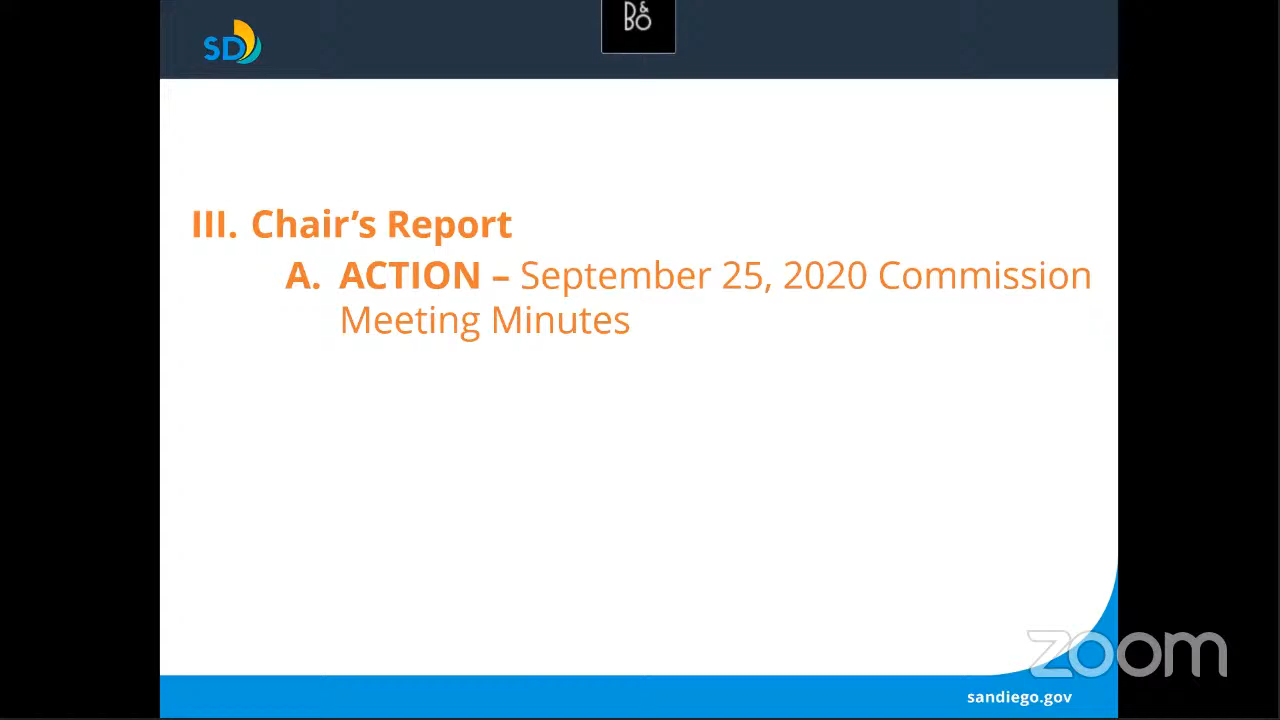 SD
B&O
III. Chair's Report
A. ACTION – September 25, 2020 Commission
Meeting Minutes
zoom
sandiego.gov